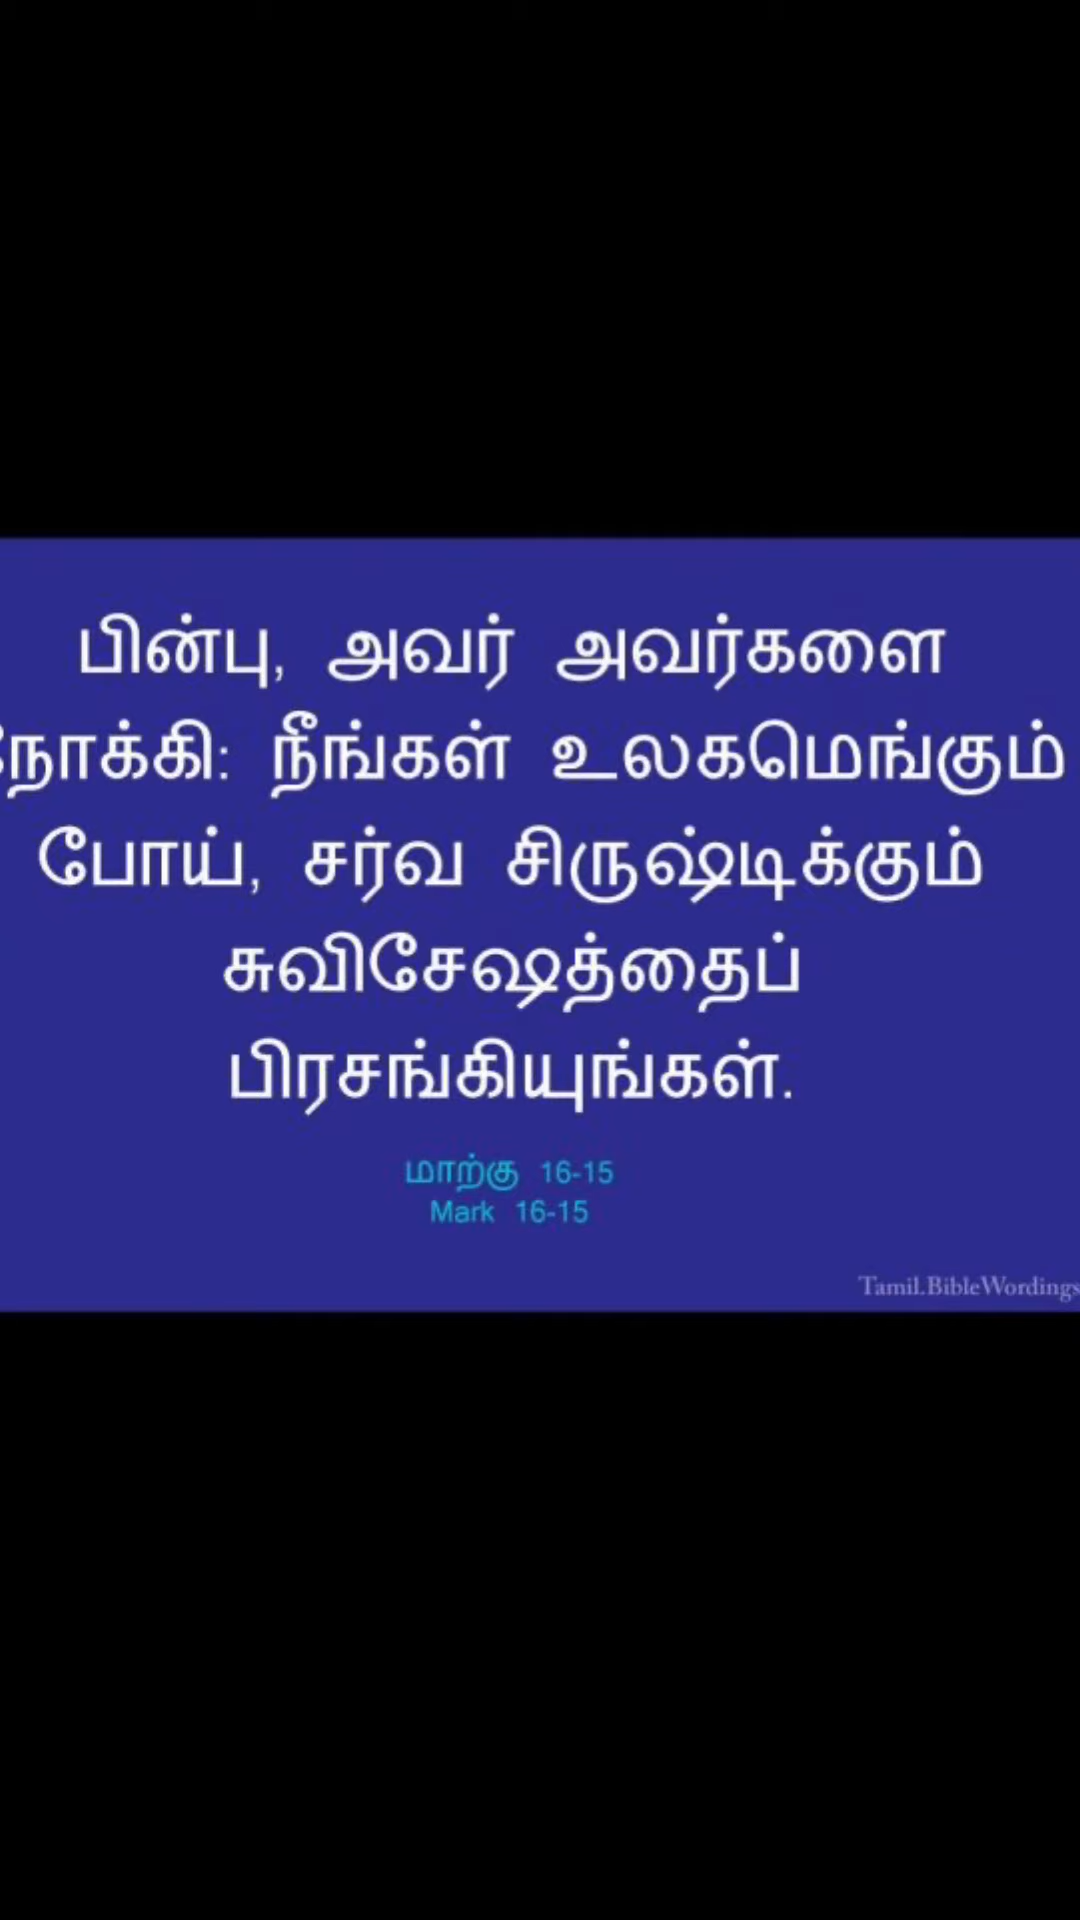 பின்பு, அவர் அவர்களை
நோக்கி: நீங்கள் உலகமெங்கும்
போய், சர்வ சிருஷ்டிக்கும்
சுவிசேஷத்தைப்
பிரசங்கியுங்கள்.
மாற்கு 16-15
Mark 16-15
Tamil.BibleWordings